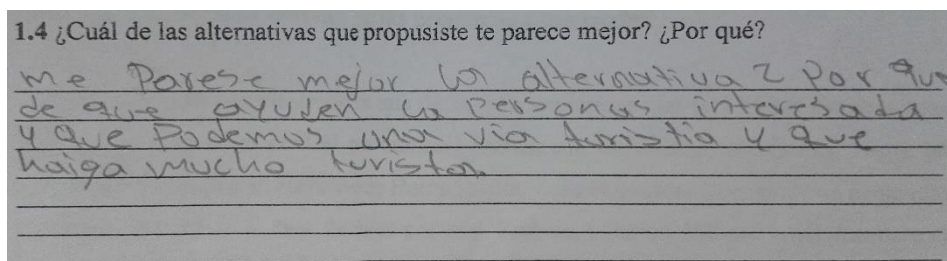 1.4 ¿Cuál de las alternativas que propusiste te parece mejor? ¿Por qué?
me Parese mejor la alternativa 2 Por que
de que ayuden la Personas interesada
y que Podemos una via turistia y que
haiga mucho turista